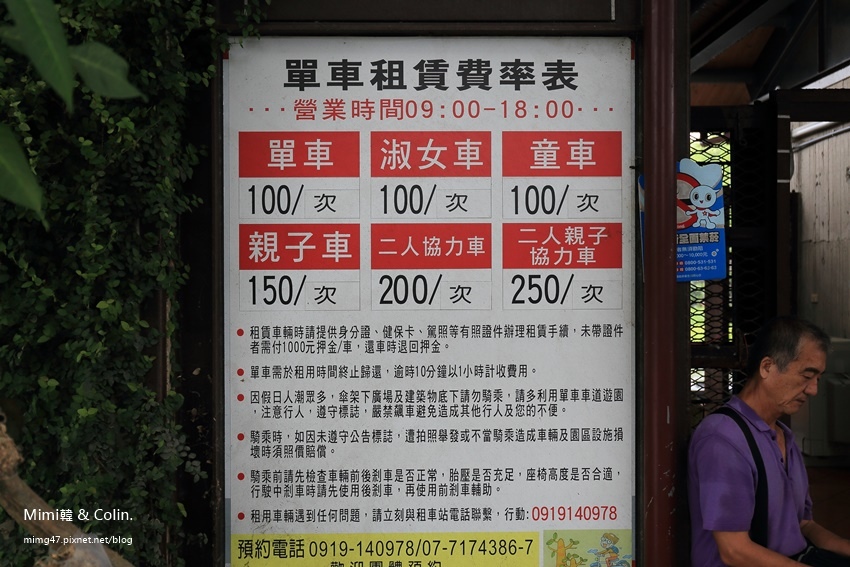 單車租賃費率表
···營業時間09:00-18:00···
單車
淑女車
童車
100/次
100/次
100/次
親子車
二人協力車
二人親子
協力車
150/次
200/次
250/次
● 租賃車輛時請提供身分證、健保卡、駕照等有照證件辦理租賃手續，未帶證件
者需付1000元押金/車，還車時退回押金。
● 單車需於租用時間終止歸還，逾時10分鐘以1小時計收費用。
● 因假日人潮眾多，傘架下廣場及建築物底下請勿騎乘，請多利用單車車道遊園
，注意行人，遵守標誌，嚴禁飆車避免造成其他行人及您的不便。
● 騎乘時，如因未遵守公告標誌，遭拍照舉發或不當騎乘造成車輛及園區設施損
壞時須照價賠償。
● 騎乘前請先檢查車輛前後剎車是否正常，胎壓是否充足，座椅高度是否合適，
行駛中剎車時請先使用後剎車，再使用前剎車輔助。
● 租用車輛遇到任何問題，請立刻與租車站電話聯繫，行動:0919140978
預約電話0919-140978/07-7174386-7
歡迎團體預約
全面禁菸
Mimi韓 & Colin.
mimg47.pixnet.net/blog